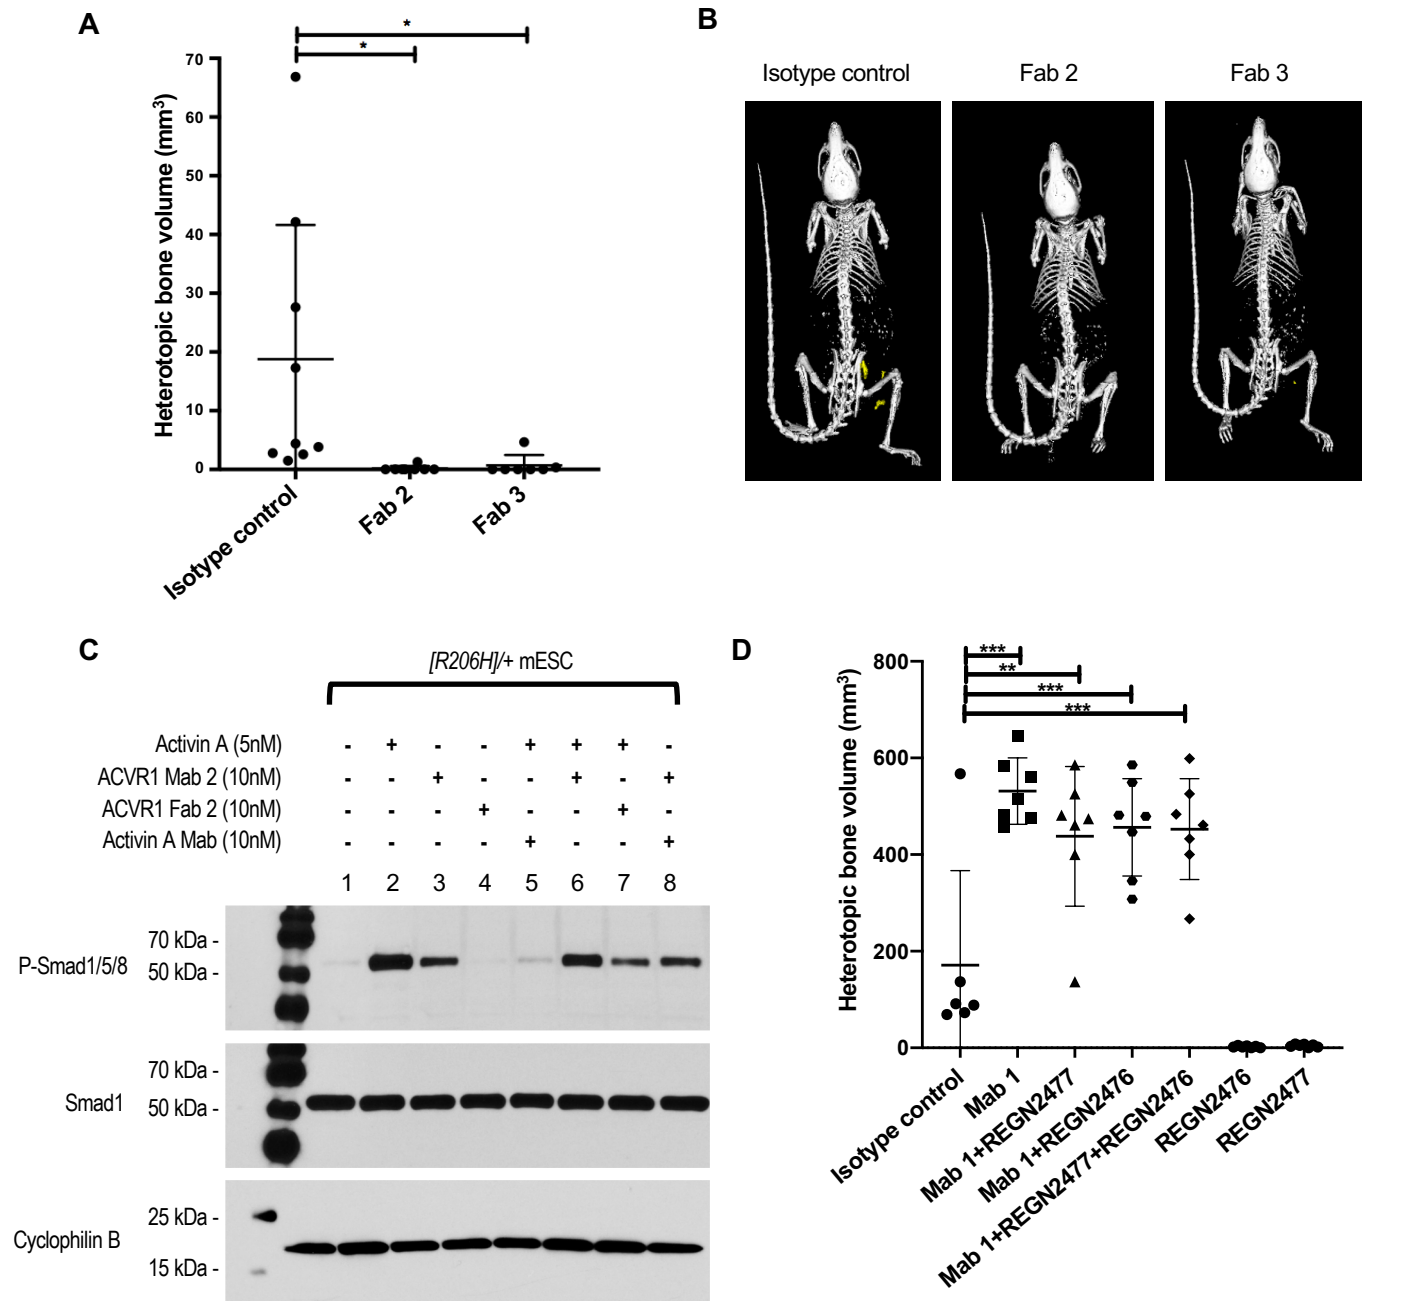 A
*
*
70
60
50
40
30
20
10
0
Heterotopic bone volume (mm³)
Isotype control
Fab 2
Fab 3
B
Isotype control Fab 2 Fab 3
C
[R206H]/+ mESC
Activin A (5nM) - + - - + + + -
ACVR1 Mab 2 (10nM) - - + - - + - +
ACVR1 Fab 2 (10nM) - - - + - - + -
Activin A Mab (10nM) - - - - + - - +
1 2 3 4 5 6 7 8
P-Smad1/5/8
70 kDa -
50 kDa -
Smad1
70 kDa -
50 kDa -
Cyclophilin B
25 kDa -
15 kDa -
D
***
**
***
***
800
600
400
200
0
Heterotopic bone volume (mm³)
Isotype control
Mab 1
Mab 1+REGN2477
Mab 1+REGN2476
Mab 1+REGN2477+REGN2476
REGN2476
REGN2477